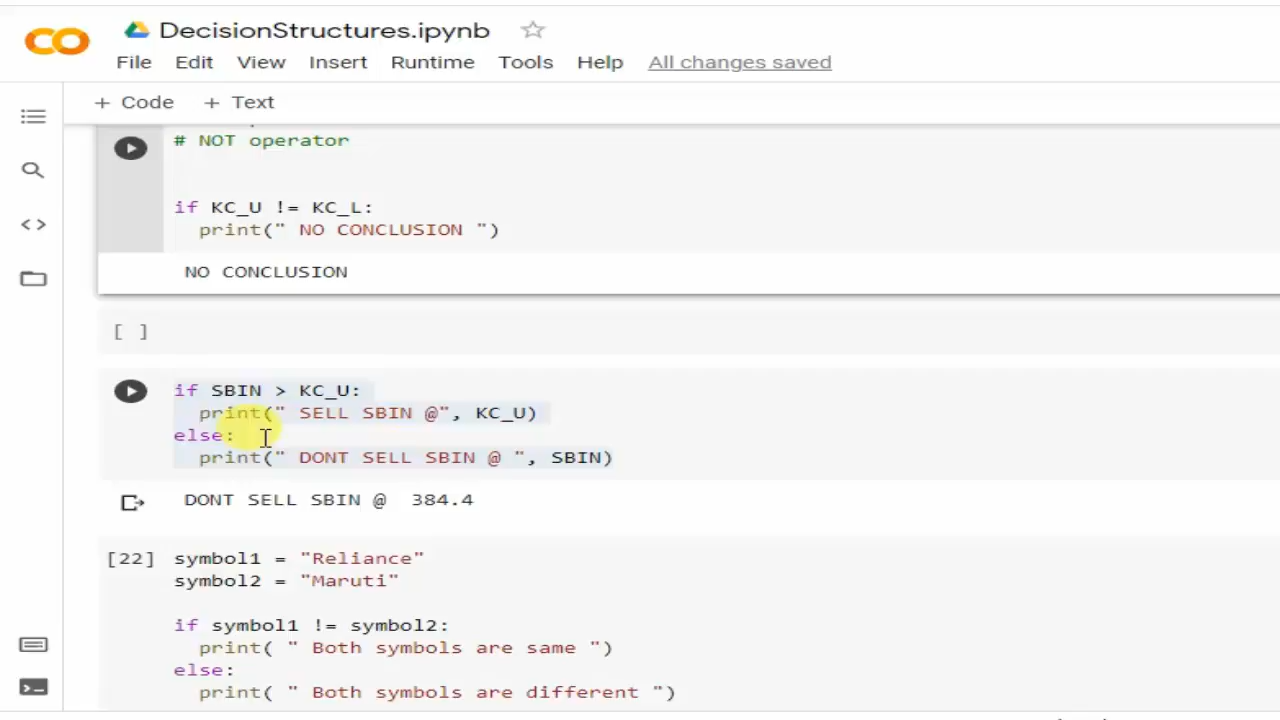 DecisionStructures.ipynb
File Edit View Insert Runtime Tools Help All changes saved
+ Code + Text
# NOT operator
if KC_U != KC_L:
print(" NO CONCLUSION ")
NO CONCLUSION
[ ]
if SBIN > KC_U:
print(" SELL SBIN @", KC_U)
else:
print(" DONT SELL SBIN @ ", SBIN)
DONT SELL SBIN @ 384.4
[22] symbol1 = "Reliance"
symbol2 = "Maruti"
if symbol1 != symbol2:
print( " Both symbols are same ")
else:
print( " Both symbols are different ")